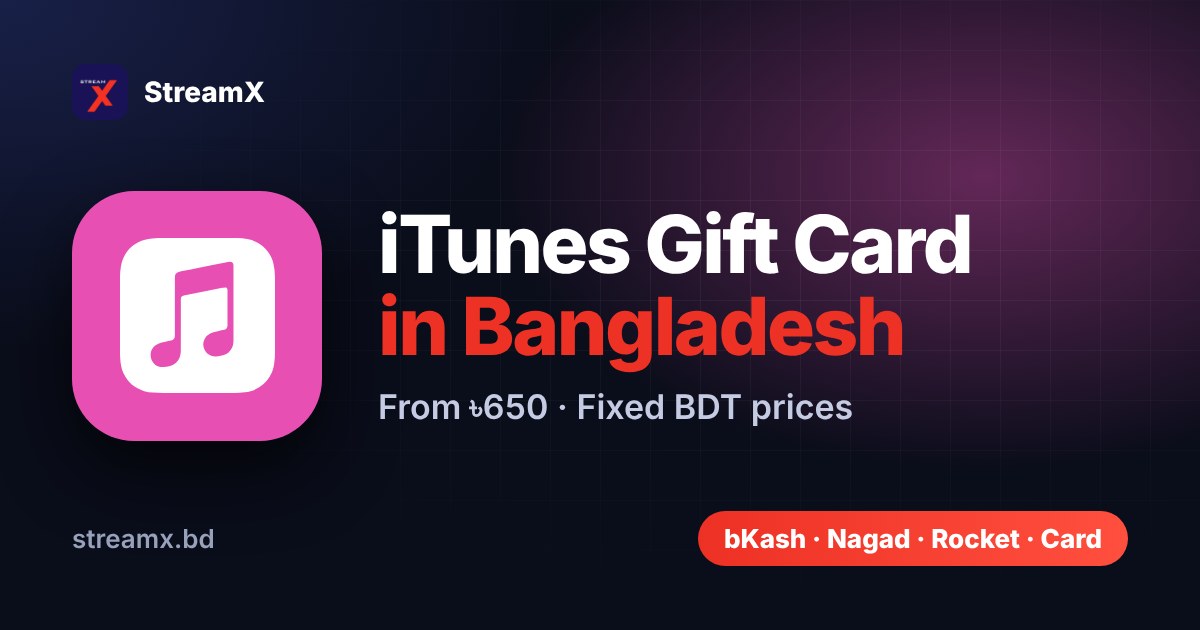 STREAM
X
StreamX
iTunes Gift Card
in Bangladesh
From ৳650 · Fixed BDT prices
streamx.bd
bKash · Nagad · Rocket · Card